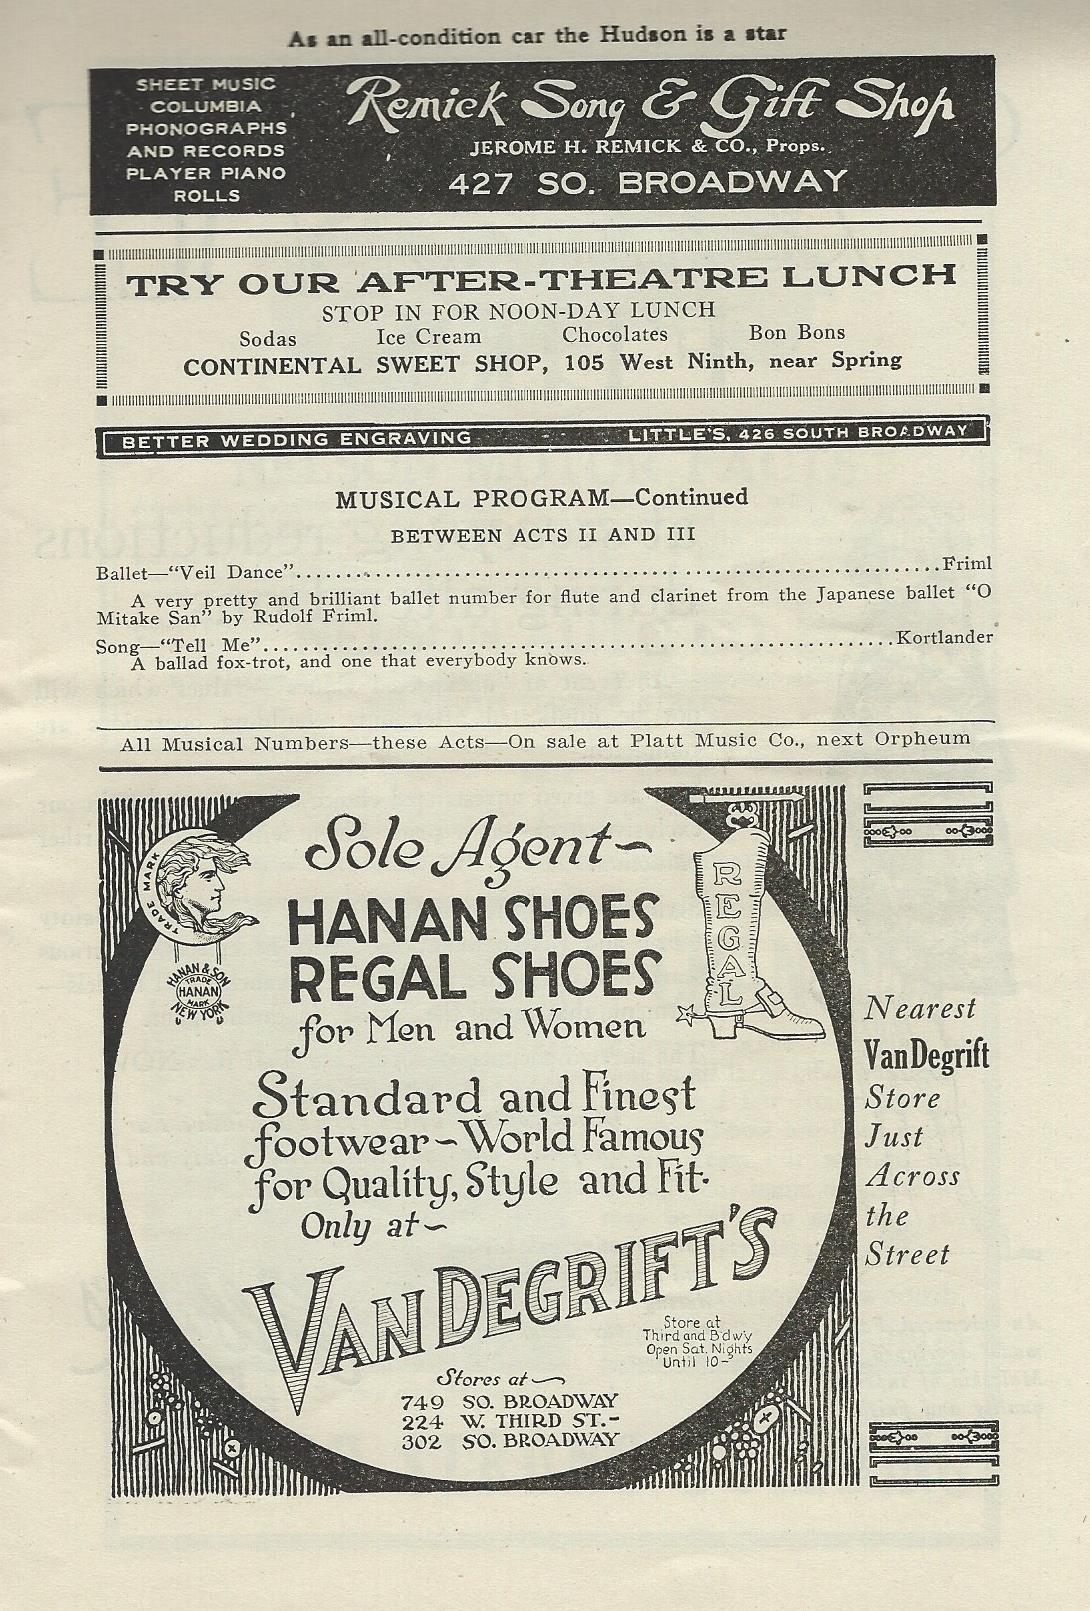 As an all-condition car the Hudson is a star
SHEET MUSIC
COLUMBIA
PHONOGRAPHS
AND RECORDS
PLAYER PIANO
ROLLS
Remick Song & Gift Shop
JEROME H. REMICK & CO., Props.
427 SO. BROADWAY
TRY OUR AFTER-THEATRE LUNCH
STOP IN FOR NOON-DAY LUNCH
Sodas Ice Cream Chocolates Bon Bons
CONTINENTAL SWEET SHOP, 105 West Ninth, near Spring
BETTER WEDDING ENGRAVING LITTLE'S, 426 SOUTH BROADWAY
MUSICAL PROGRAM—Continued
BETWEEN ACTS II AND III
Ballet—"Veil Dance"........Friml
A very pretty and brilliant ballet number for flute and clarinet from the Japanese ballet "O
Mitake San" by Rudolf Friml.
Song—"Tell Me"........Kortlander
A ballad fox-trot, and one that everybody knows.
All Musical Numbers—these Acts—On sale at Platt Music Co., next Orpheum
Sole Agent~
HANAN SHOES
REGAL SHOES
for Men and Women
TRADE MARK
HANAN & SON
TRADE
HANAN
MARK
NEW YORK
REGAL
Standard and Finest
footwear~World Famous
for Quality, Style and Fit.
Only at~
VANDEGRIFT'S
Store at
Third and B'dwy
Open Sat. Nights
Until 10-
Stores at~
749 SO. BROADWAY
224 W. THIRD ST.-
302 SO. BROADWAY
Nearest
VanDegrift
Store
Just
Across
the
Street